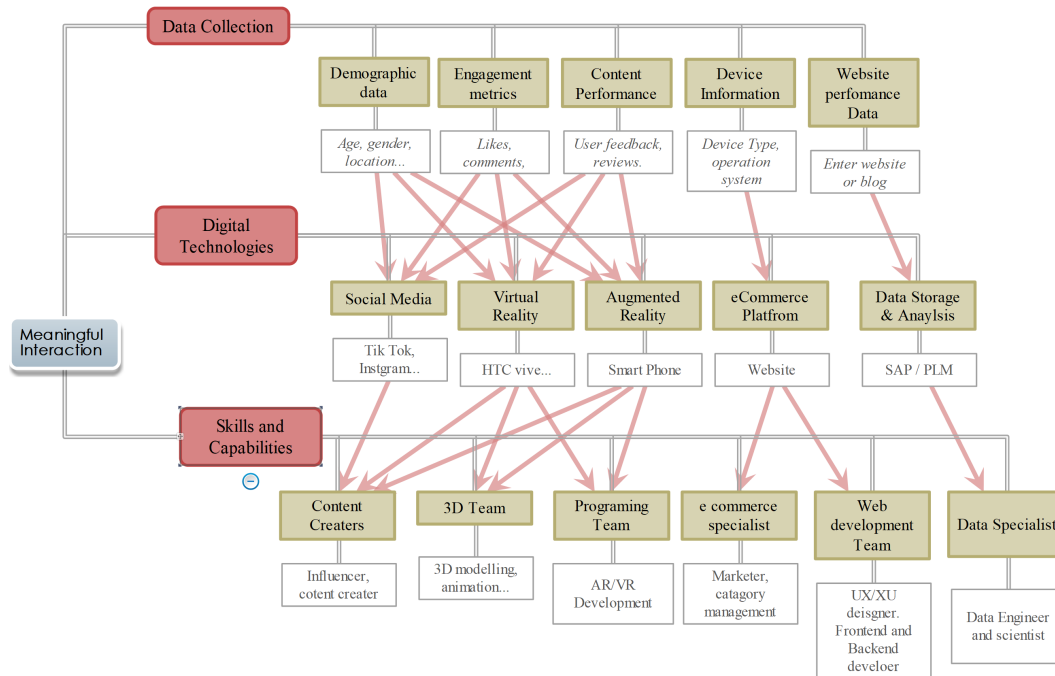 Data Collection
Demographic
data
Engagement
metrics
Content
Performance
Device
Imformation
Website
perfomance
Data
Age, gender,
location...
Likes,
comments,
User feedback,
reviews.
Device Type,
operation
system
Enter website
or blog
Digital
Technologies
Social Media
Virtual
Reality
Augmented
Reality
eCommerce
Platfrom
Data Storage
& Anaylsis
Meaningful
Interaction
Tik Tok,
Instgram...
HTC vive...
Smart Phone
Website
SAP / PLM
Skills and
Capabilities
Content
Creaters
3D Team
Programing
Team
e commerce
specialist
Web
development
Team
Data Specialist
Influencer,
cotent creater
3D modelling,
animation...
AR/VR
Development
Marketer,
catagory
management
UX/XU
deisgner.
Frontend and
Backend
develoer
Data Engineer
and scientist